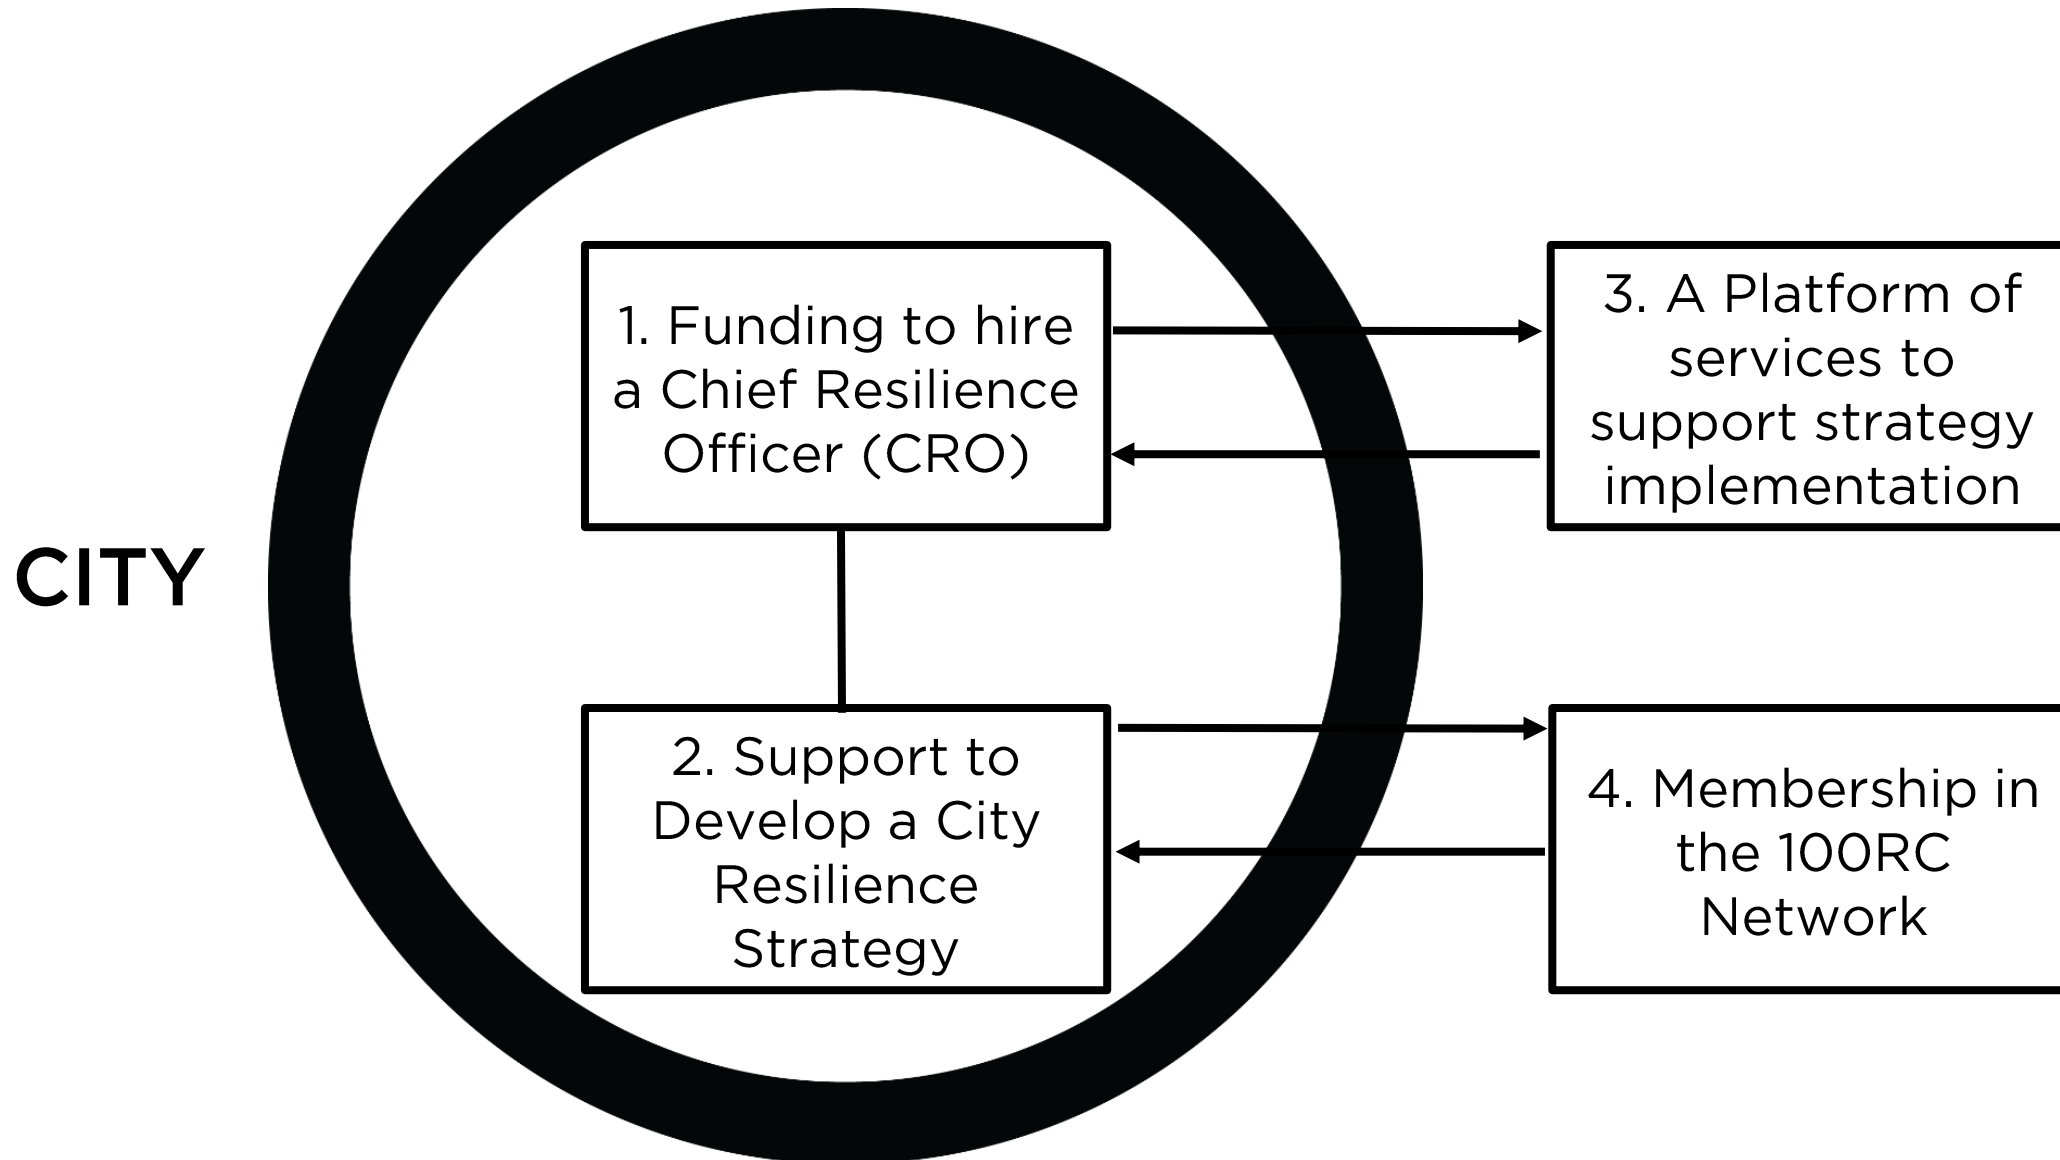 CITY
1. Funding to hire
a Chief Resilience
Officer (CRO)
2. Support to
Develop a City
Resilience
Strategy
3. A Platform of
services to
support strategy
implementation
4. Membership in
the 100RC
Network